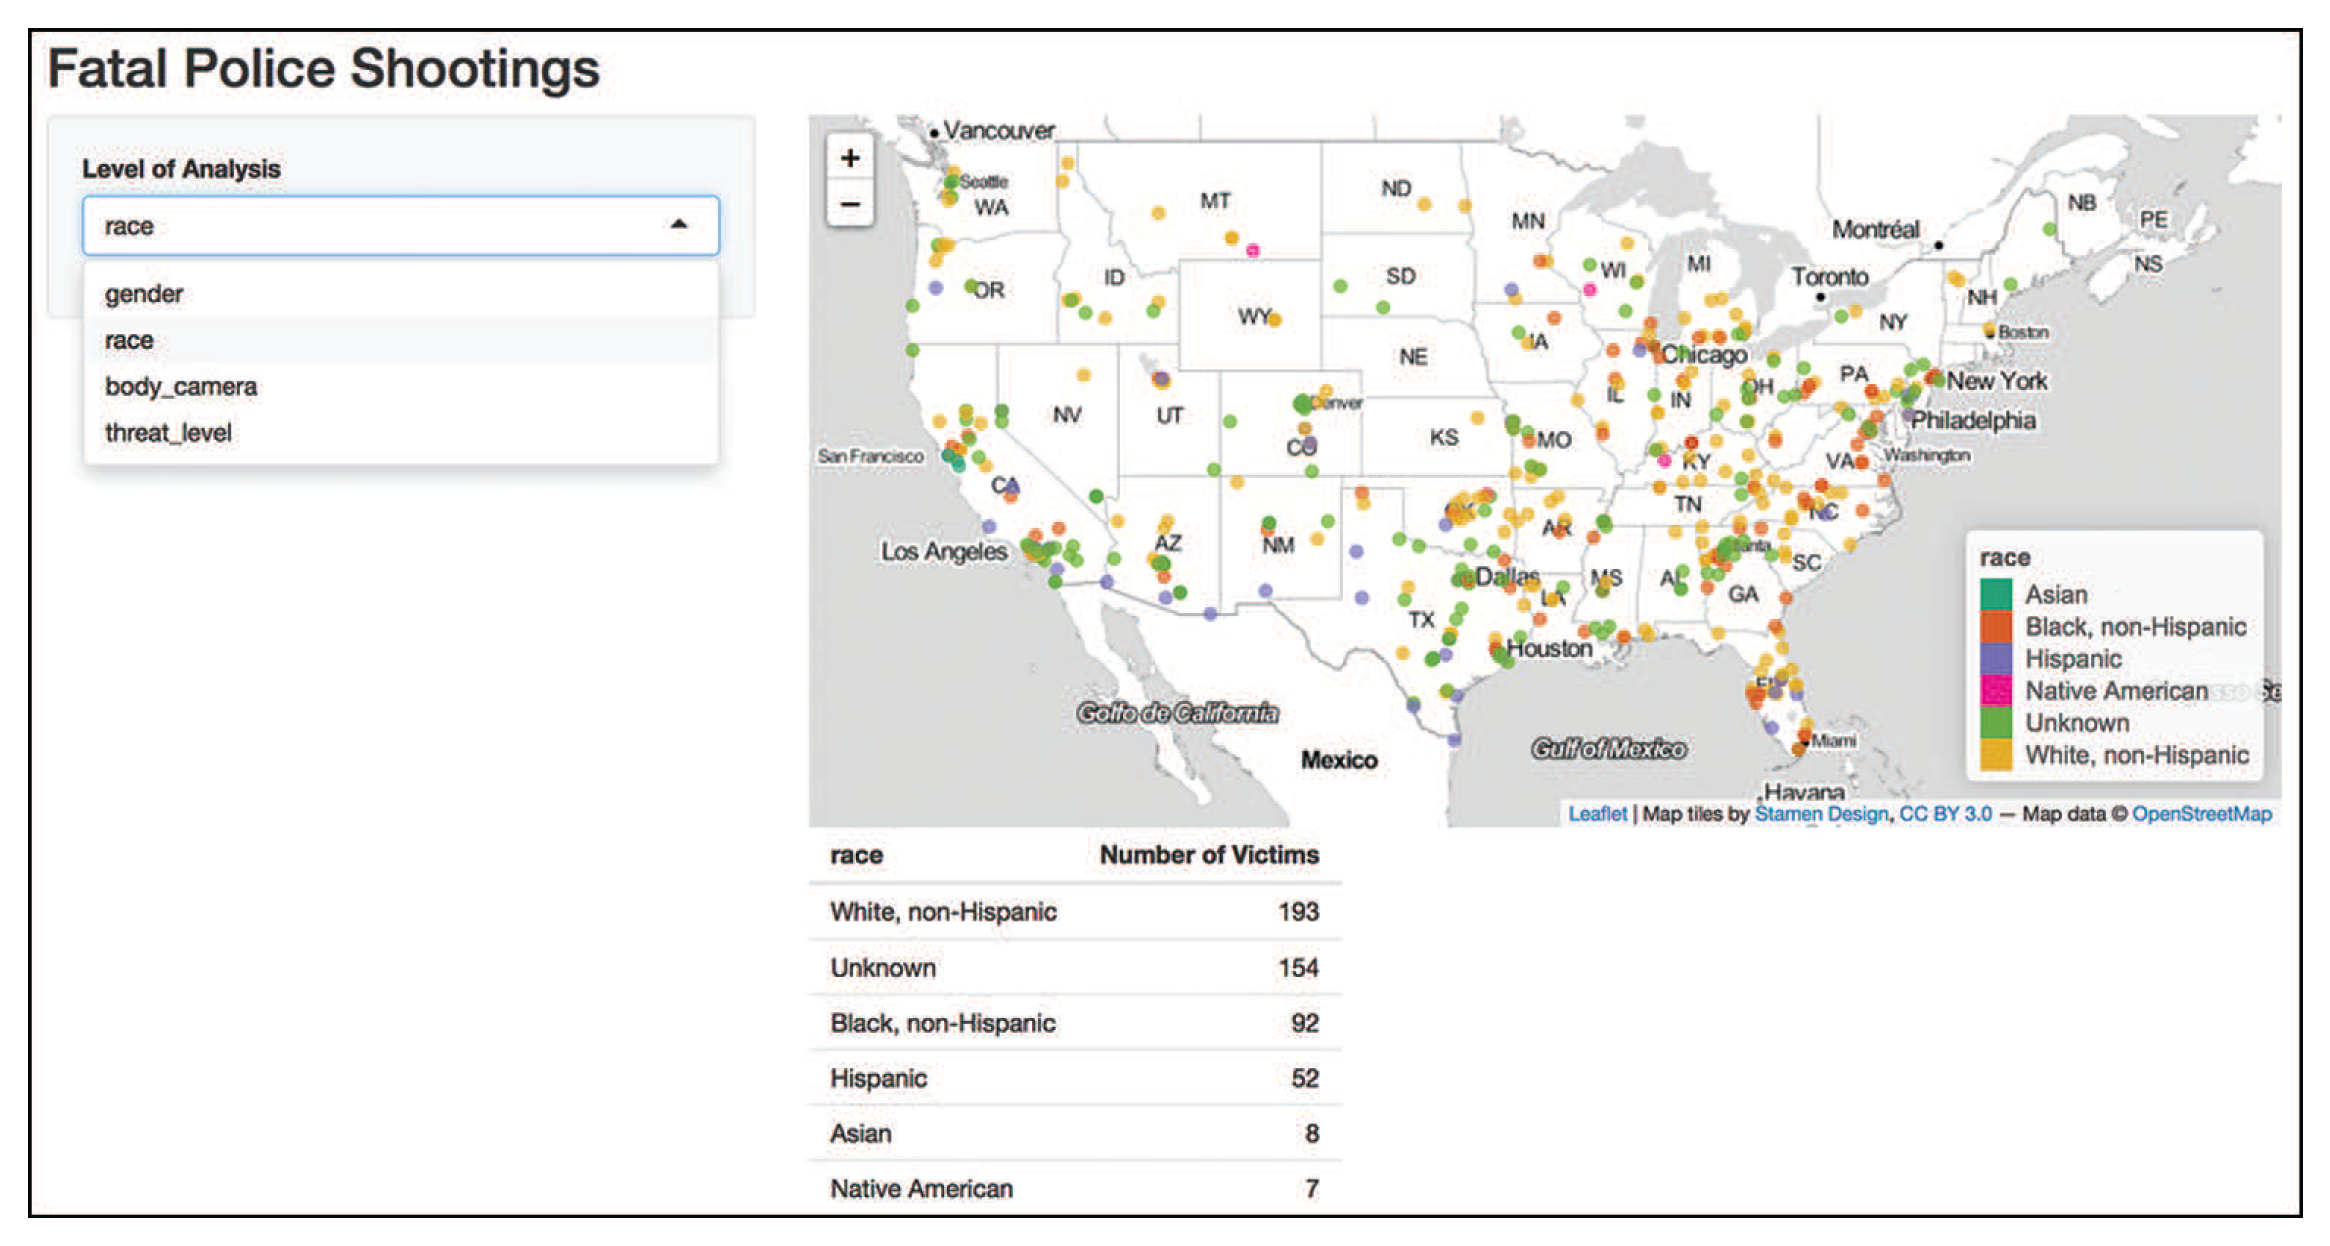 Fatal Police Shootings
Level of Analysis
race
gender
race
body_camera
threat_level
+
−
Vancouver
Seattle
WA
MT
ND
MN
Montréal
NB
PE
NS
OR
ID
SD
WI
MI
Toronto
NH
WY
NY
Boston
IA
NE
Chicago
PA
New York
NV
UT
Denver
IL
IN
OH
Philadelphia
San Francisco
CO
KS
MO
KY
VA
Washington
CA
TN
NC
Los Angeles
AZ
NM
OK
AR
SC
Dallas
MS
AL
GA
LA
TX
Houston
FL
Golfo de California
Mexico
Gulf of Mexico
Miami
Havana
race
Asian
Black, non-Hispanic
Hispanic
Native American
Unknown
White, non-Hispanic
Leaflet | Map tiles by Stamen Design, CC BY 3.0 — Map data © OpenStreetMap
race Number of Victims
White, non-Hispanic 193
Unknown 154
Black, non-Hispanic 92
Hispanic 52
Asian 8
Native American 7